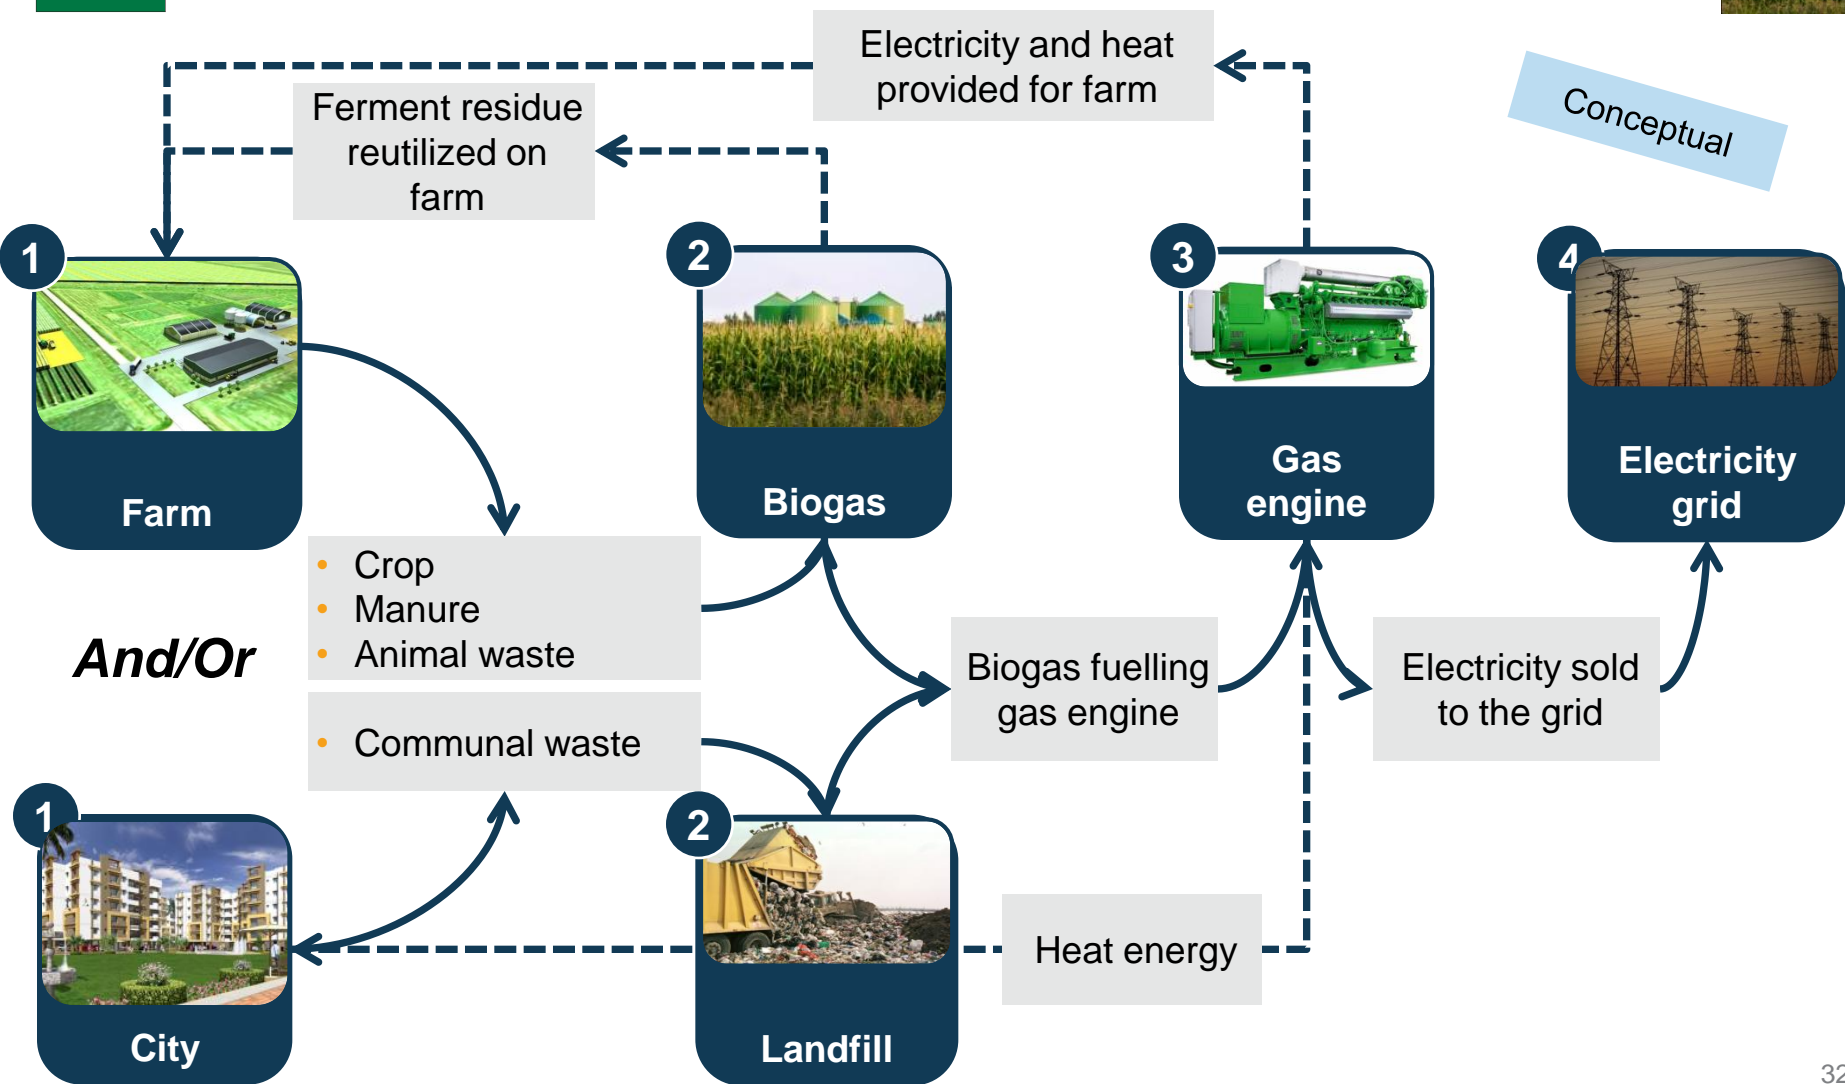 Electricity and heat
provided for farm
Conceptual
Ferment residue
reutilized on
farm
1
2
3
4
Farm
Biogas
Gas
engine
Electricity
grid
• Crop
• Manure
• Animal waste
And/Or
Biogas fuelling
gas engine
Electricity sold
to the grid
• Communal waste
1
2
Heat energy
City
Landfill
32